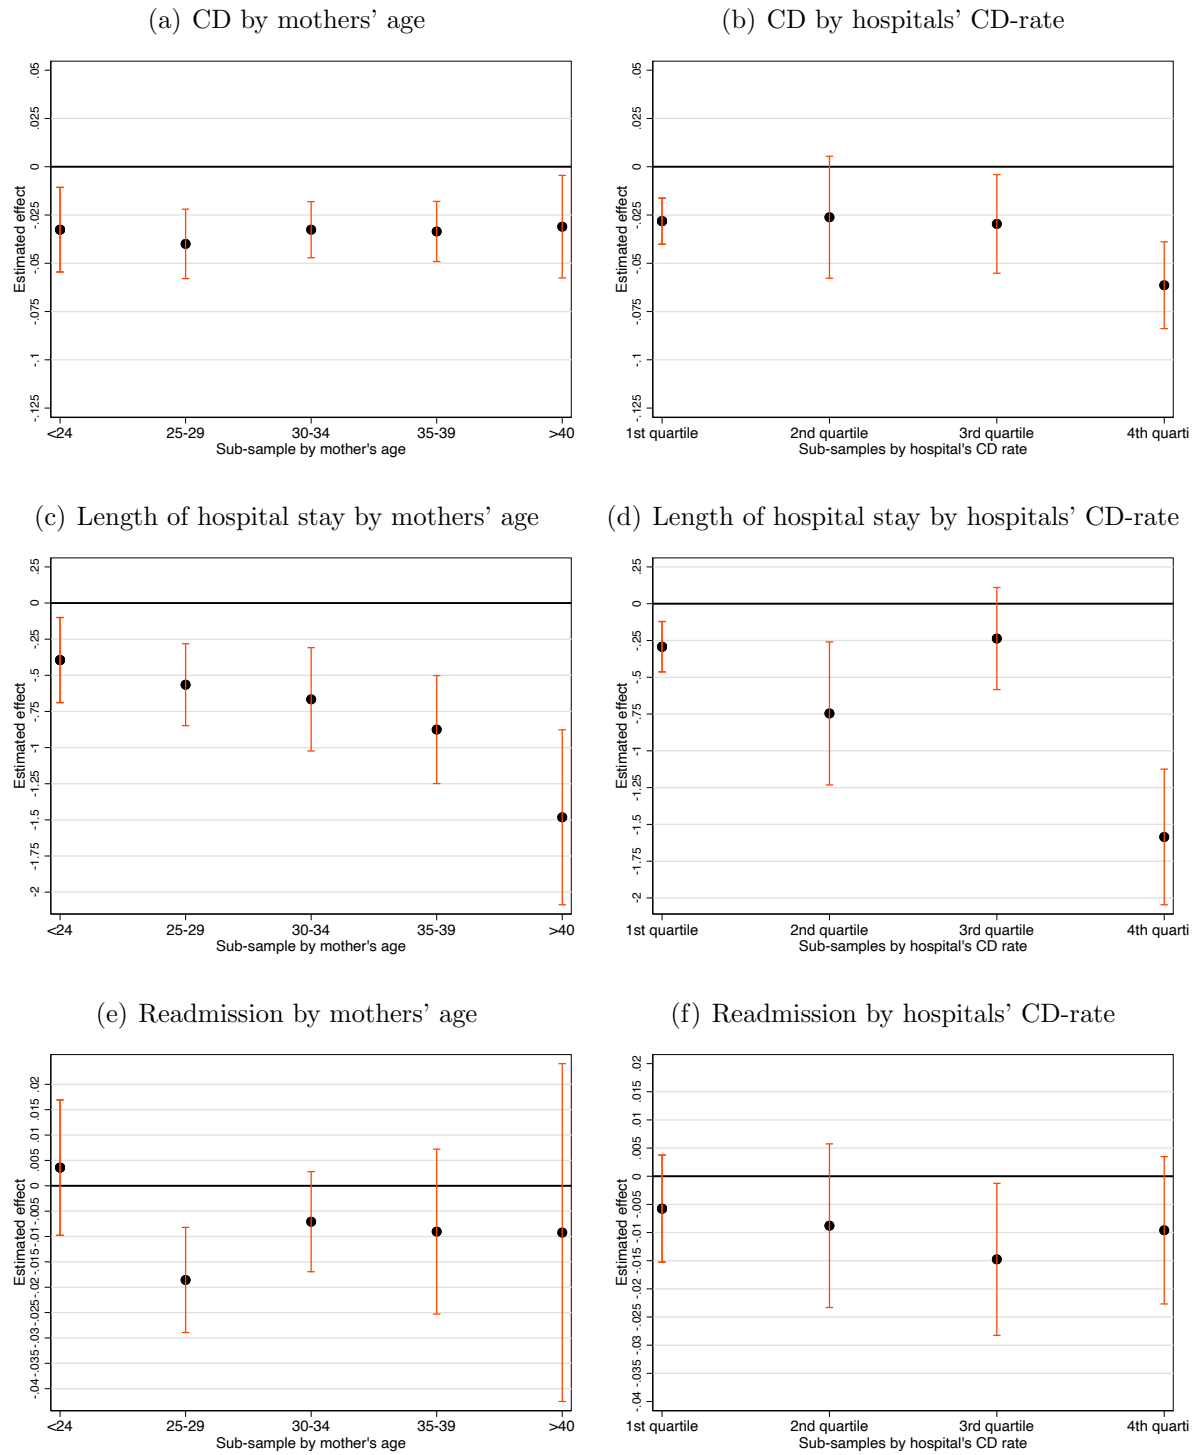 (a) CD by mothers' age
(b) CD by hospitals' CD-rate
Estimated effect
.05
.025
0
-.025
-.05
-.075
-.1
-.125
<24 25-29 30-34 35-39 >40
Sub-sample by mother's age
Estimated effect
.05
.025
0
-.025
-.05
-.075
-.1
-.125
1st quartile 2nd quartile 3rd quartile 4th quarti
Sub-samples by hospital's CD rate
(c) Length of hospital stay by mothers' age
(d) Length of hospital stay by hospitals' CD-rate
Estimated effect
.25
0
-.25
-.5
-.75
-1
-1.25
-1.5
-1.75
-2
<24 25-29 30-34 35-39 >40
Sub-sample by mother's age
Estimated effect
.25
0
-.25
-.5
-.75
-1
-1.25
-1.5
-1.75
-2
1st quartile 2nd quartile 3rd quartile 4th quarti
Sub-samples by hospital's CD rate
(e) Readmission by mothers' age
(f) Readmission by hospitals' CD-rate
Estimated effect
.02
.015
.01
.005
0
-.005
-.01
-.015
-.02
-.025
-.03
-.035
-.04
<24 25-29 30-34 35-39 >40
Sub-sample by mother's age
Estimated effect
.02
.015
.01
.005
0
-.005
-.01
-.015
-.02
-.025
-.03
-.035
-.04
1st quartile 2nd quartile 3rd quartile 4th quarti
Sub-samples by hospital's CD rate